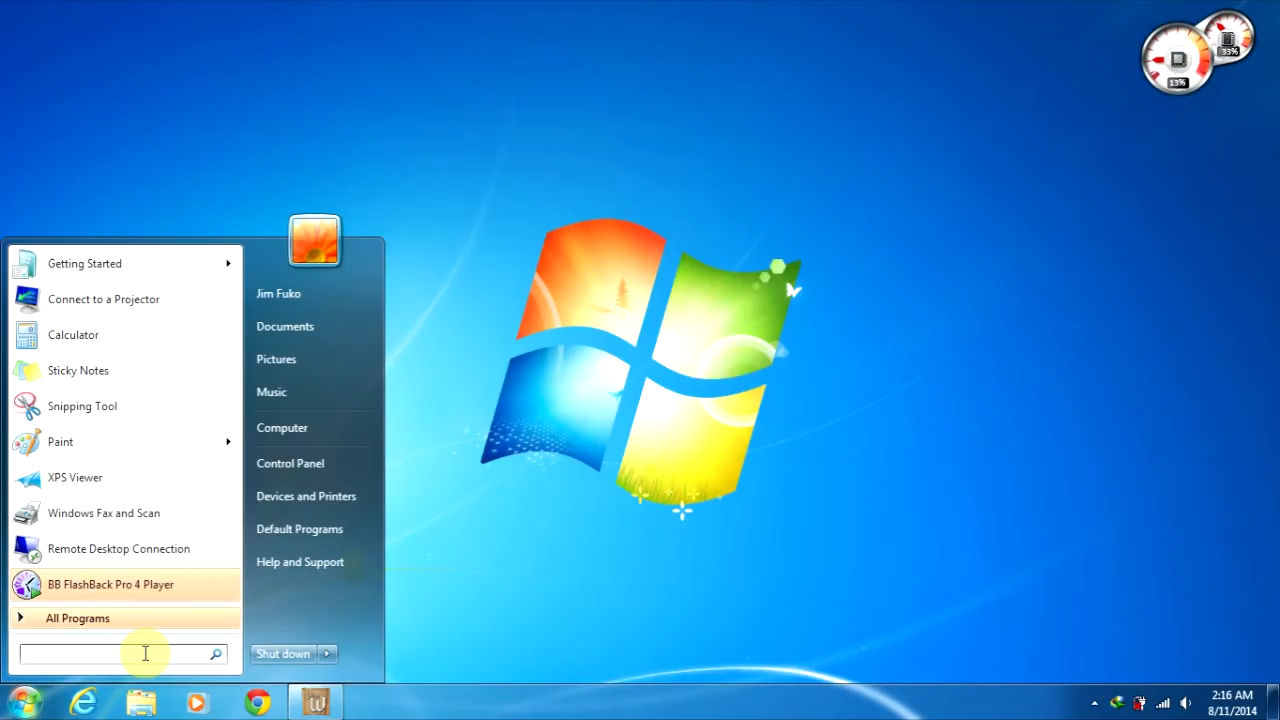 33%
13%
Getting Started
Connect to a Projector
Calculator
Sticky Notes
Snipping Tool
Paint
XPS Viewer
Windows Fax and Scan
Remote Desktop Connection
BB FlashBack Pro 4 Player
All Programs
Jim Fuko
Documents
Pictures
Music
Computer
Control Panel
Devices and Printers
Default Programs
Help and Support
Shut down
W
2:16 AM
8/11/2014